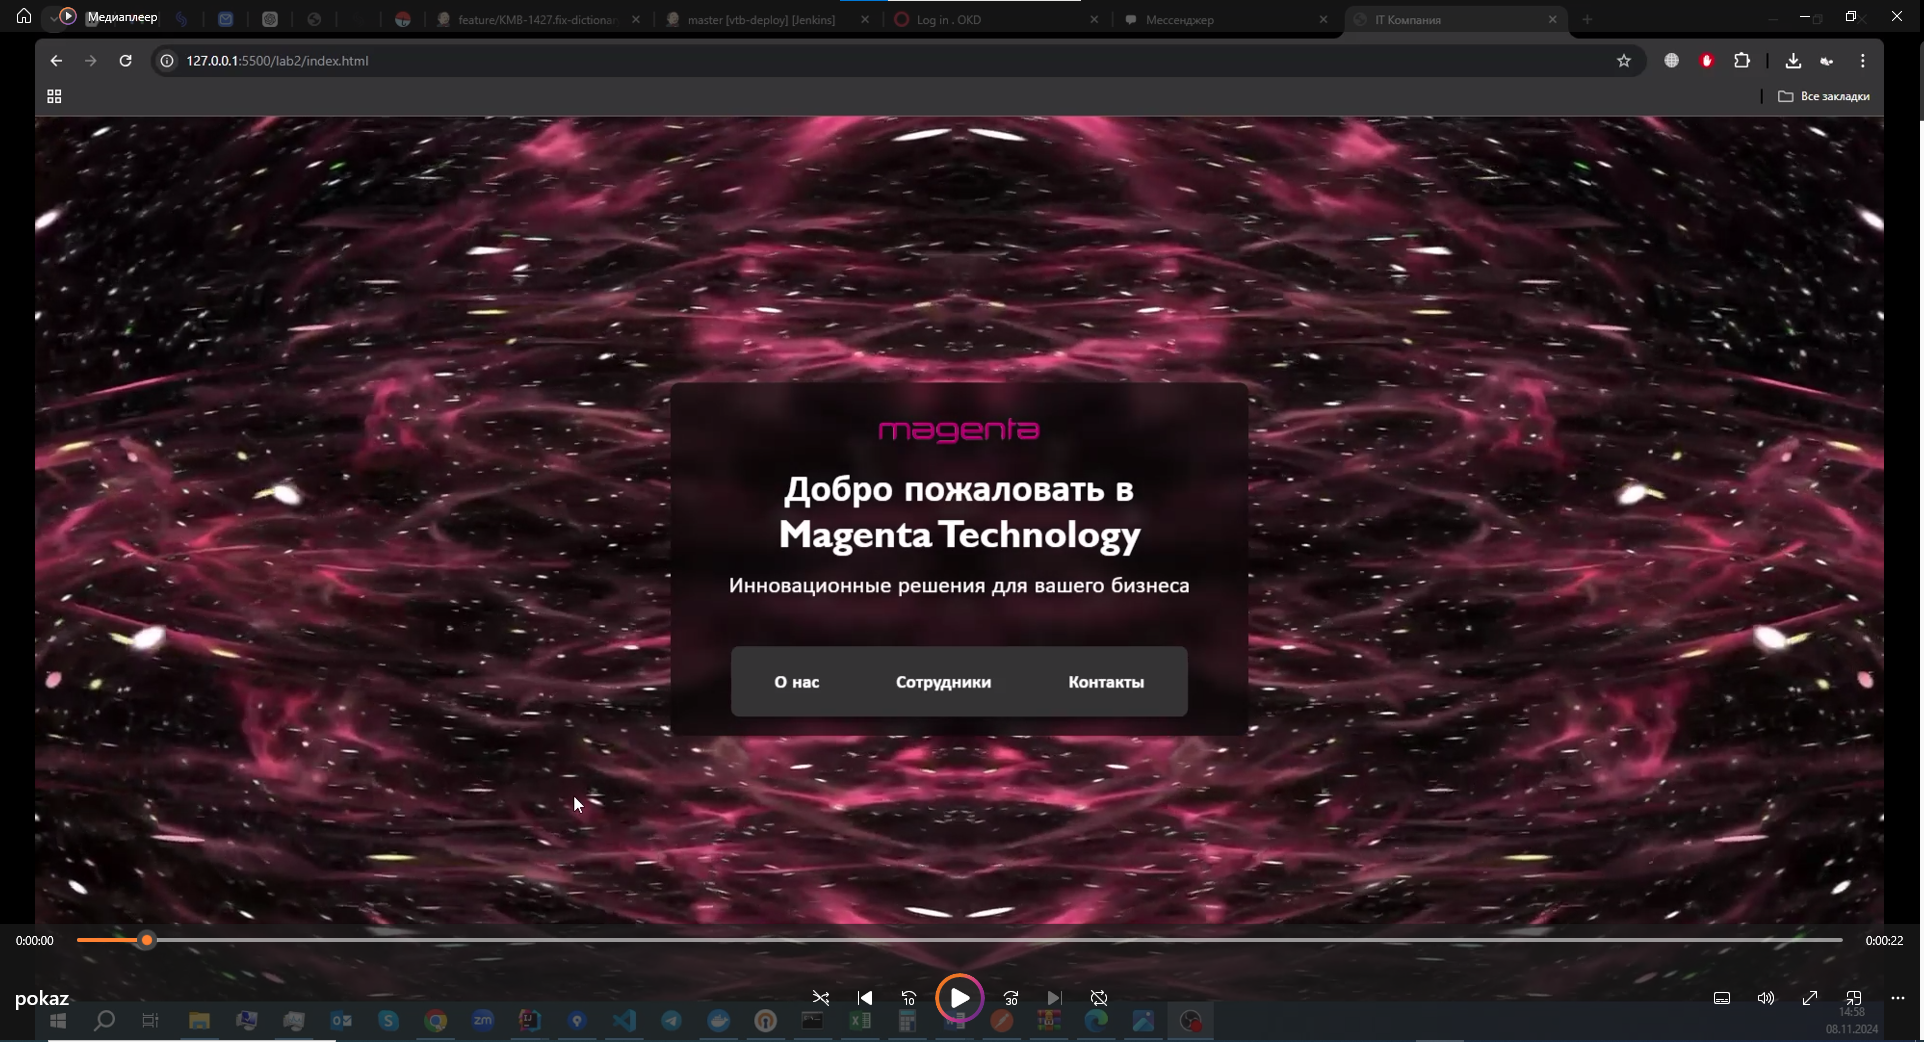 Медиаплеер
feature/KMB-1427.fix-dictionar
master [vtb-deploy] [Jenkins]
Log in . OKD
Мессенджер
IT Компания
127.0.0.1:5500/lab2/index.html
Все закладки
magenta
Добро пожаловать в
Magenta Technology
Инновационные решения для вашего бизнеса
О нас
Сотрудники
Контакты
0:00:00
0:00:22
pokaz
10
30
14:58
08.11.2024